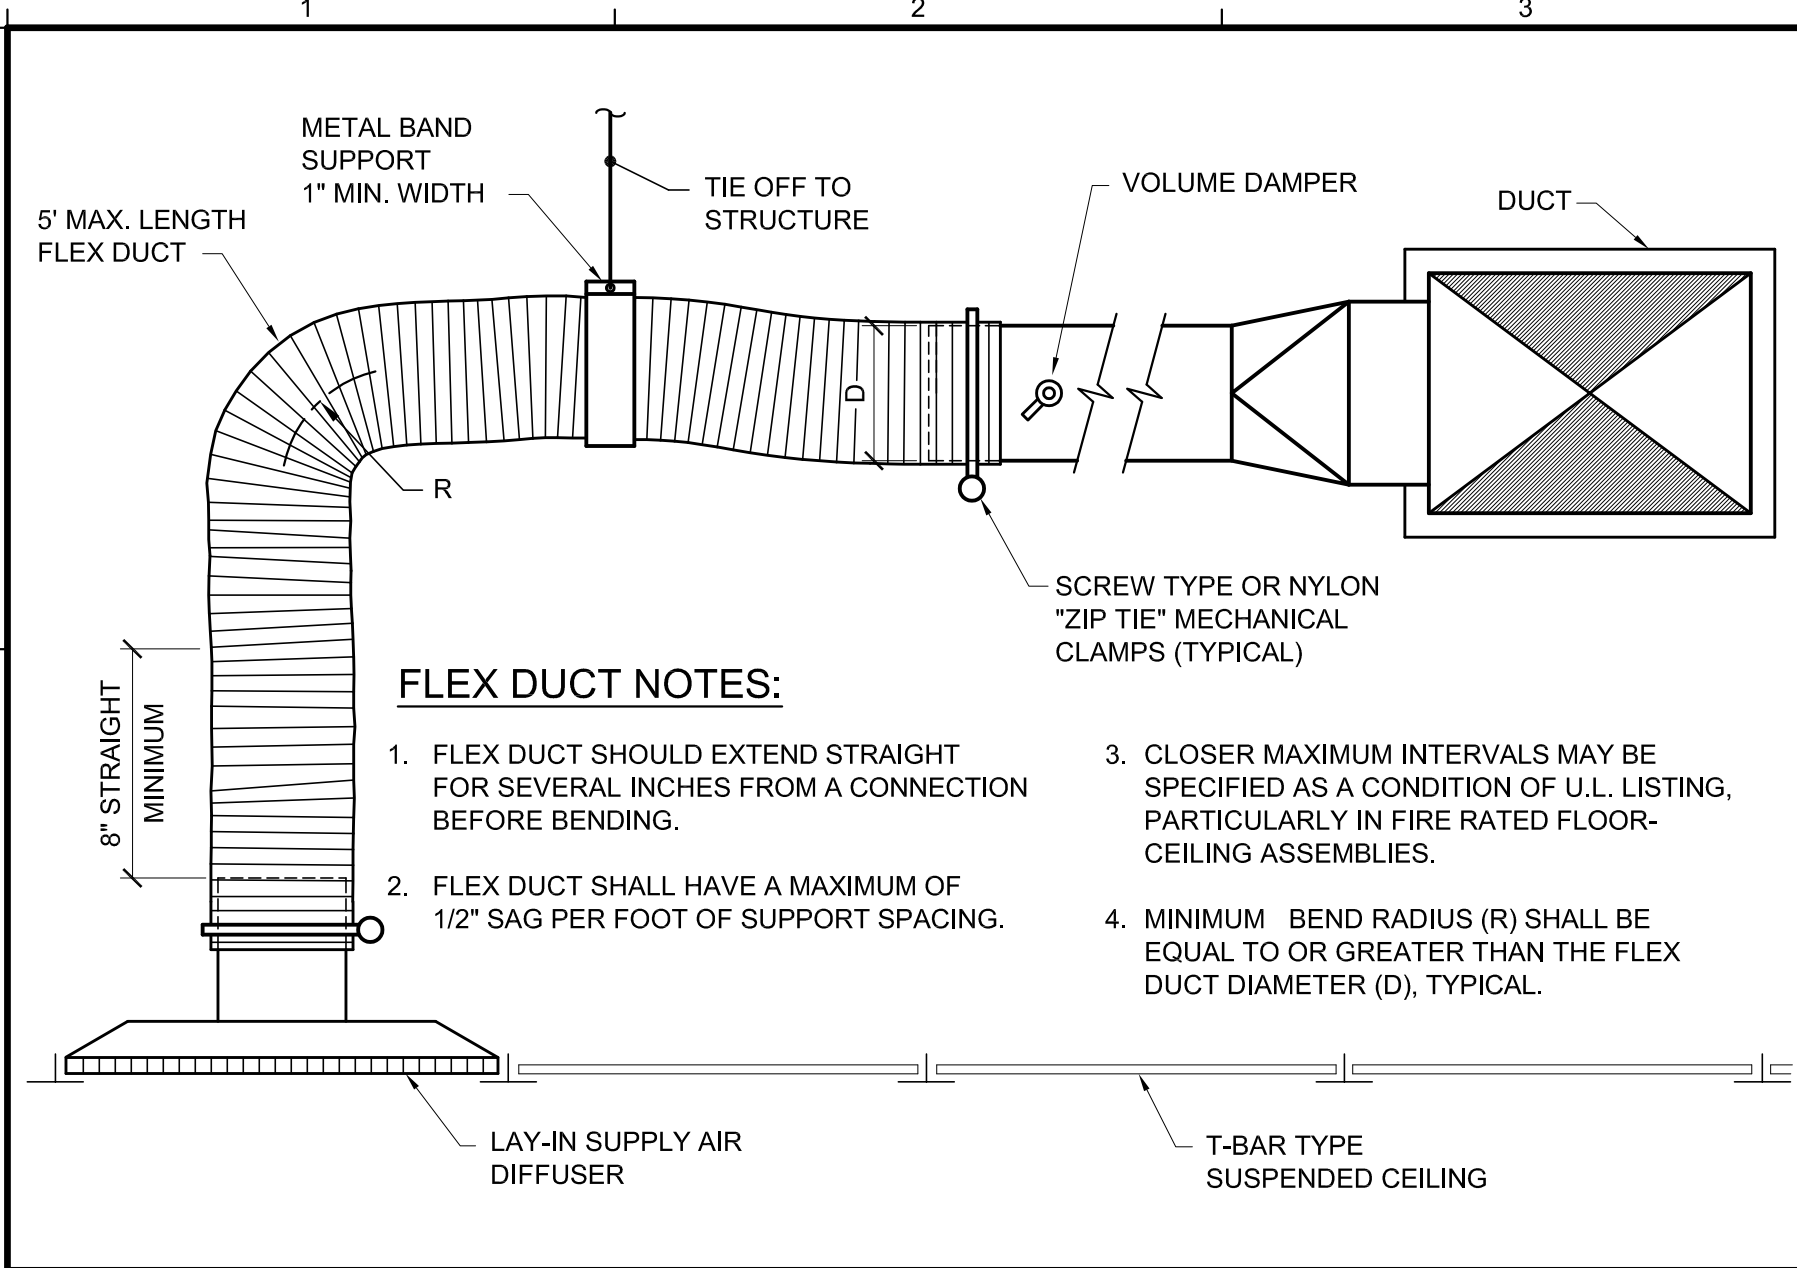 1
2
3
METAL BAND
SUPPORT
1" MIN. WIDTH
TIE OFF TO
STRUCTURE
VOLUME DAMPER
DUCT
5' MAX. LENGTH
FLEX DUCT
D
R
SCREW TYPE OR NYLON
"ZIP TIE" MECHANICAL
CLAMPS (TYPICAL)
8" STRAIGHT
MINIMUM
FLEX DUCT NOTES:
1. FLEX DUCT SHOULD EXTEND STRAIGHT
FOR SEVERAL INCHES FROM A CONNECTION
BEFORE BENDING.
2. FLEX DUCT SHALL HAVE A MAXIMUM OF
1/2" SAG PER FOOT OF SUPPORT SPACING.
3. CLOSER MAXIMUM INTERVALS MAY BE
SPECIFIED AS A CONDITION OF U.L. LISTING,
PARTICULARLY IN FIRE RATED FLOOR-
CEILING ASSEMBLIES.
4. MINIMUM BEND RADIUS (R) SHALL BE
EQUAL TO OR GREATER THAN THE FLEX
DUCT DIAMETER (D), TYPICAL.
LAY-IN SUPPLY AIR
DIFFUSER
T-BAR TYPE
SUSPENDED CEILING